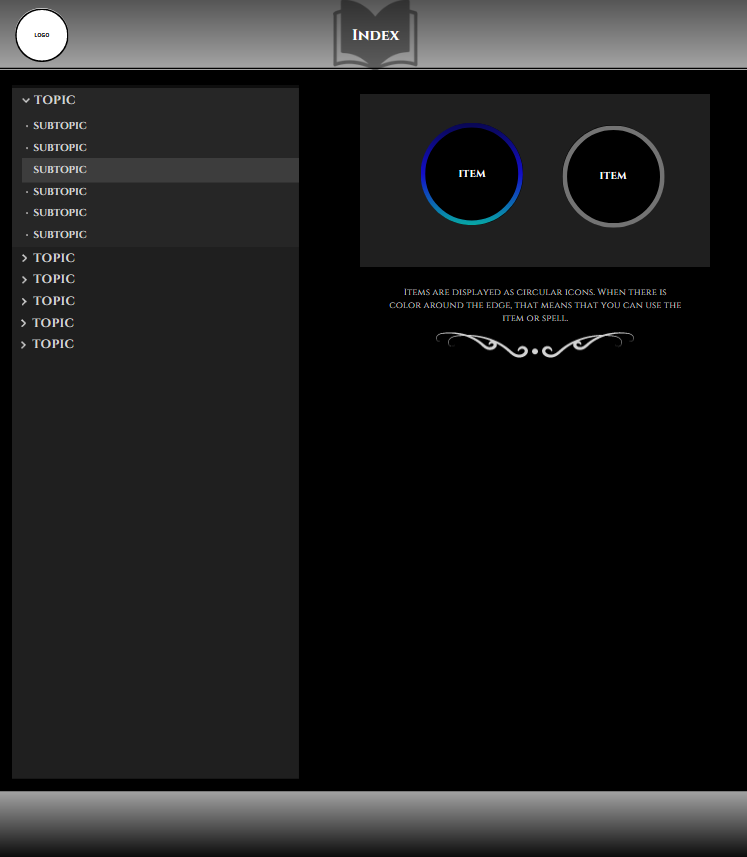 LOGO
Index
TOPIC
SUBTOPIC
SUBTOPIC
SUBTOPIC
SUBTOPIC
SUBTOPIC
SUBTOPIC
TOPIC
TOPIC
TOPIC
TOPIC
TOPIC
ITEM
ITEM
Items are displayed as circular icons. When there is
color around the edge, that means that you can use the
item or spell.